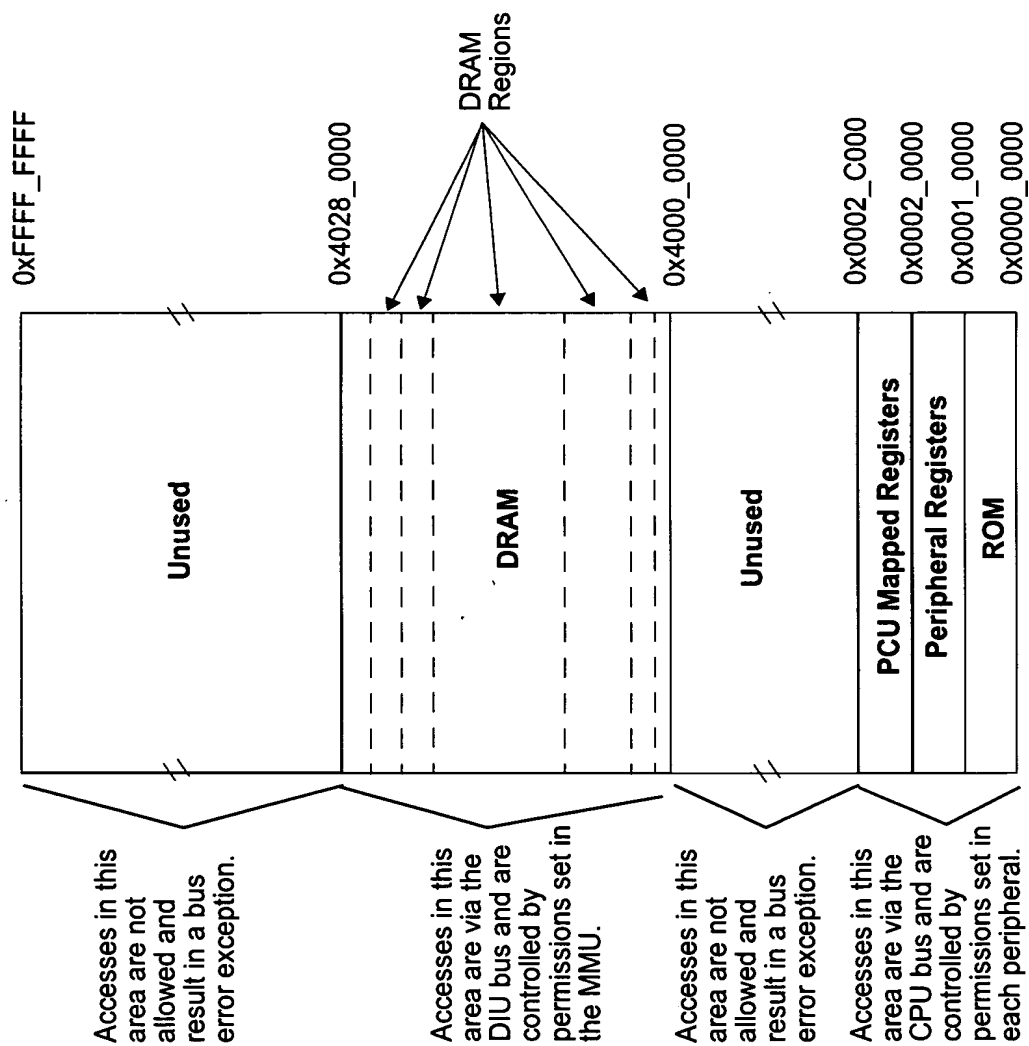 Accesses in this
area are not
allowed and
result in a bus
error exception.
Accesses in this
area are via the
DIU bus and are
controlled by
permissions set in
the MMU.
Accesses in this
area are not
allowed and
result in a bus
error exception.
Accesses in this
area are via the
CPU bus and are
controlled by
permissions set in
each peripheral.
Unused
DRAM
Unused
PCU Mapped Registers
Peripheral Registers
ROM
0xFFFF_FFFF
0x4028_0000
0x4000_0000
0x0002_C000
0x0002_0000
0x0001_0000
0x0000_0000
DRAM
Regions